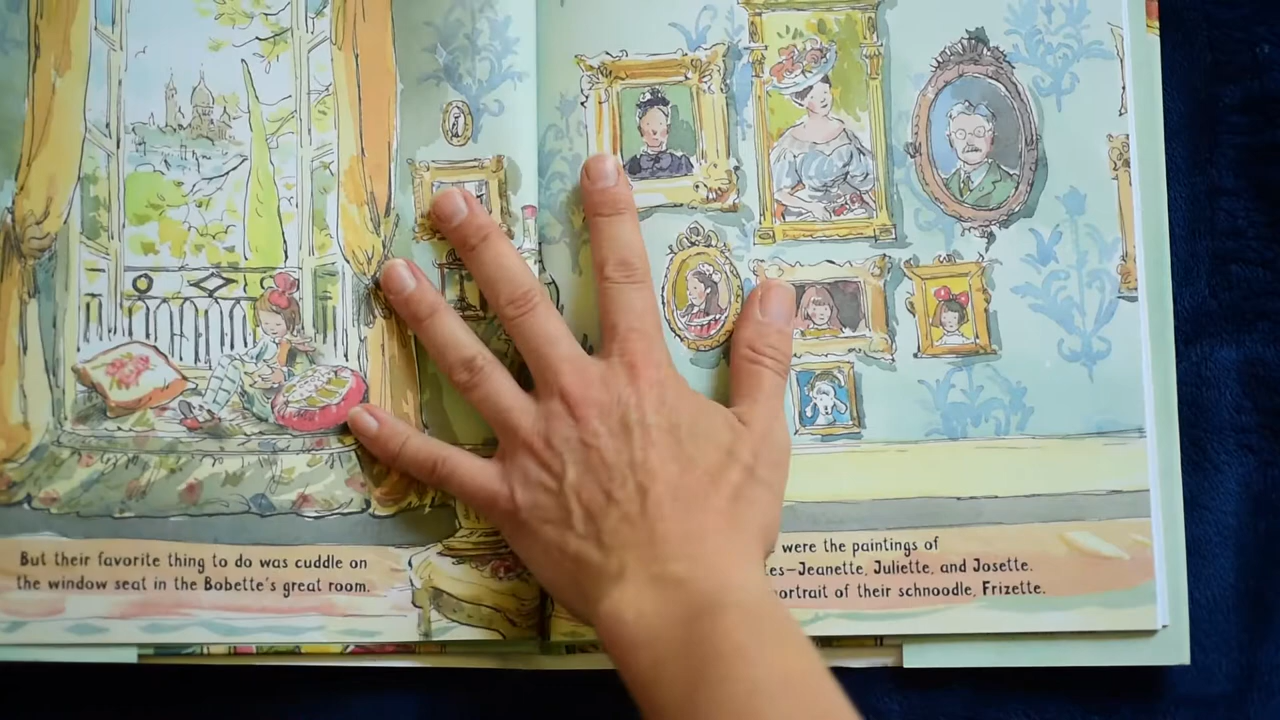 But their favorite thing to do was cuddle on
the window seat in the Bobette's great room.
were the paintings of
tes—Jeanette, Juliette, and Josette.
portrait of their schnoodle, Frizette.